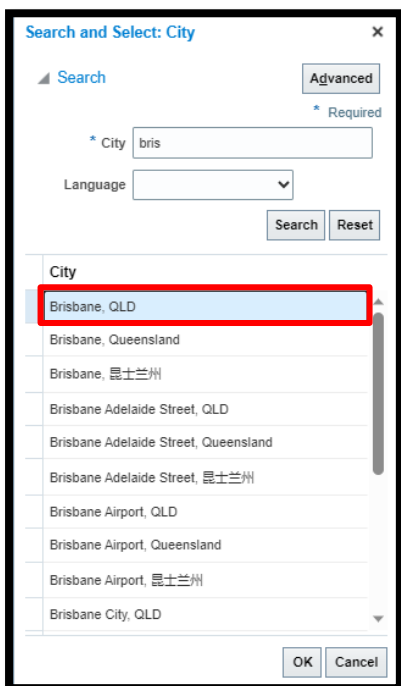 Search and Select: City
Search
Advanced
* Required
* City bris
Language
Search Reset
City
Brisbane, QLD
Brisbane, Queensland
Brisbane, 昆士兰州
Brisbane Adelaide Street, QLD
Brisbane Adelaide Street, Queensland
Brisbane Adelaide Street, 昆士兰州
Brisbane Airport, QLD
Brisbane Airport, Queensland
Brisbane Airport, 昆士兰州
Brisbane City, QLD
OK Cancel